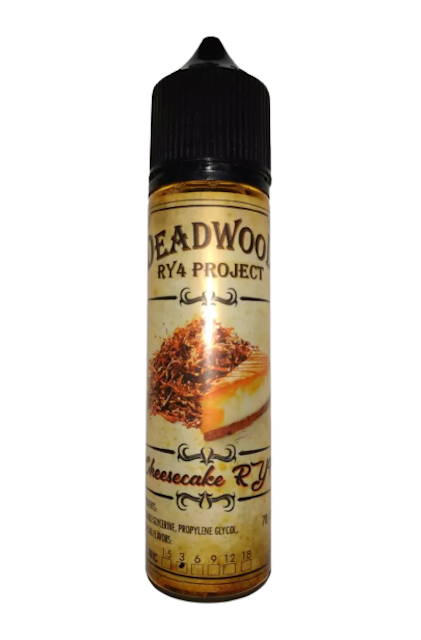 DEADWOOD
RY4 PROJECT
Cheesecake RY
GLYCERINE, PROPYLENE GLYCOL,
FLAVORS.
1.5 3 6 9 12 18